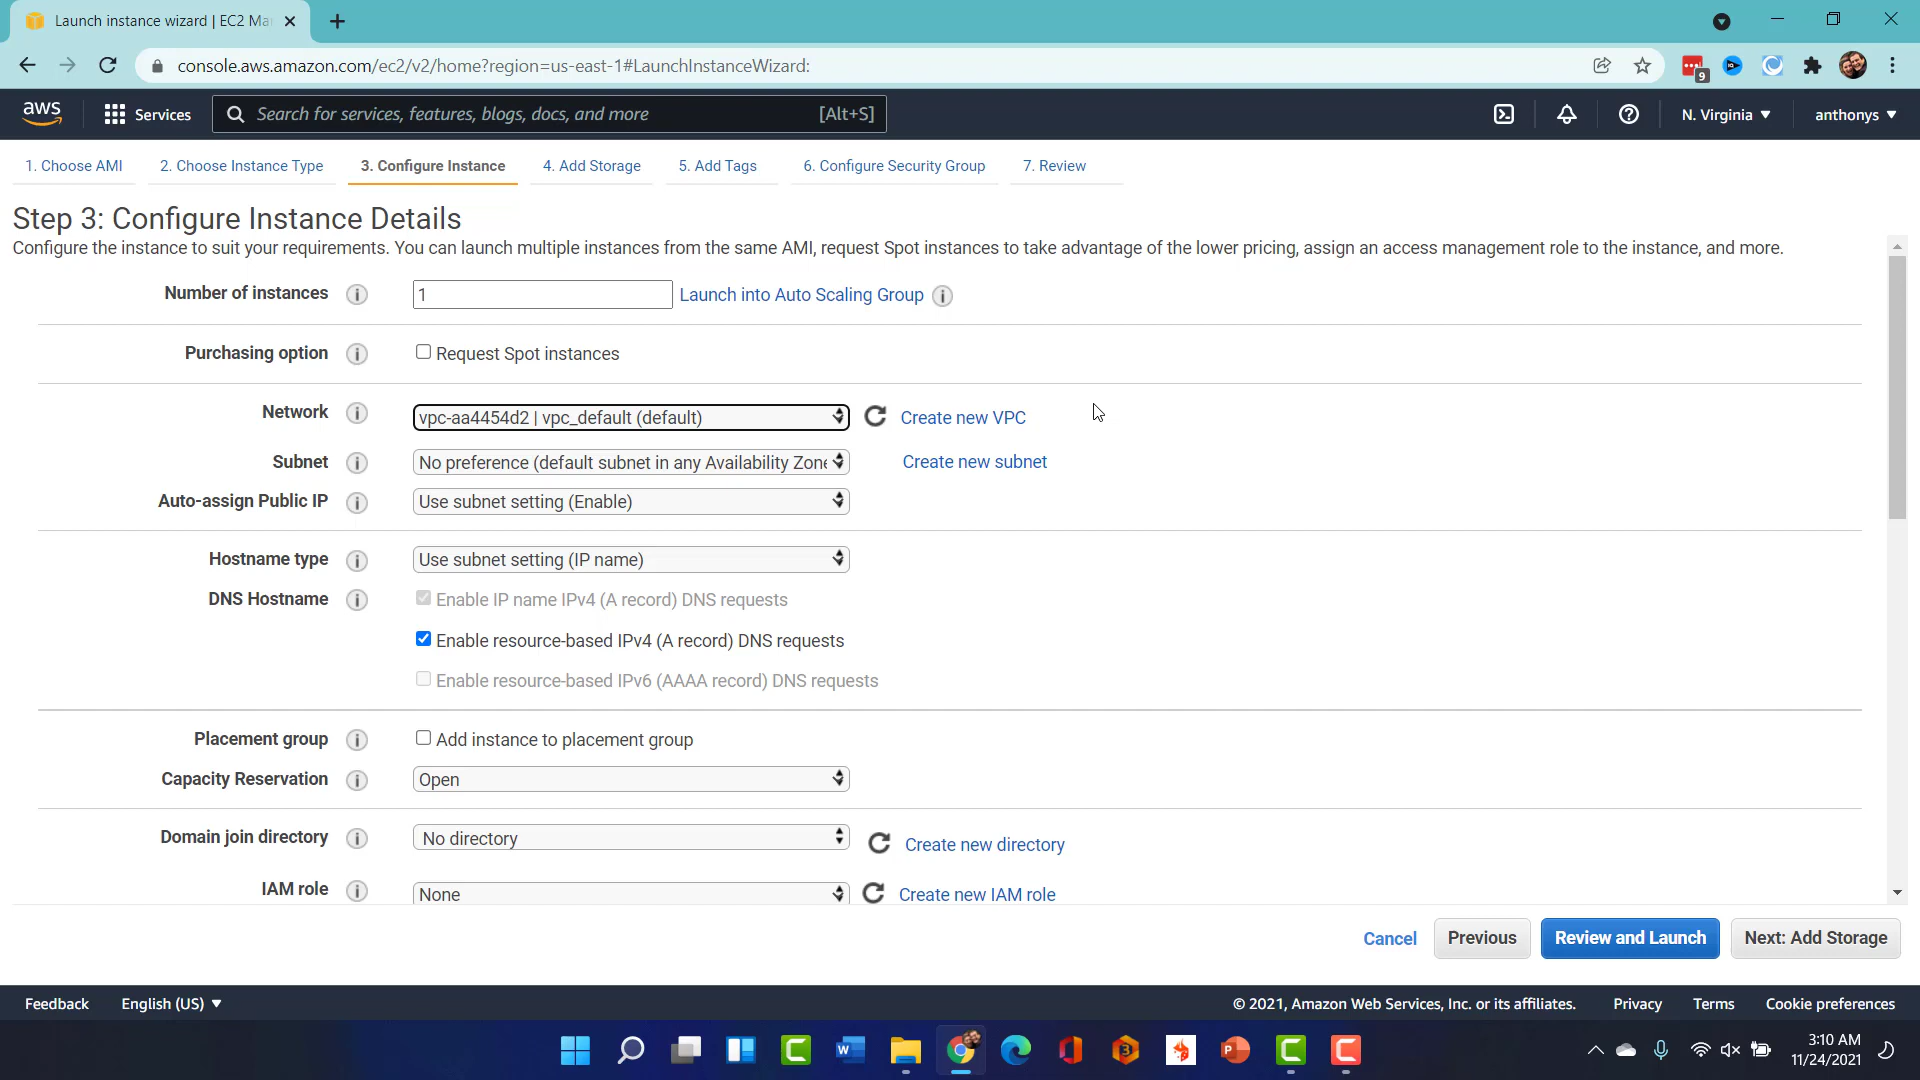 Launch instance wizard | EC2 Ma
console.aws.amazon.com/ec2/v2/home?region=us-east-1#LaunchInstanceWizard:
9
aws
Services
Search for services, features, blogs, docs, and more
[Alt+S]
N. Virginia
anthonys
1. Choose AMI
2. Choose Instance Type
3. Configure Instance
4. Add Storage
5. Add Tags
6. Configure Security Group
7. Review
Step 3: Configure Instance Details
Configure the instance to suit your requirements. You can launch multiple instances from the same AMI, request Spot instances to take advantage of the lower pricing, assign an access management role to the instance, and more.
Number of instances
1
Launch into Auto Scaling Group
Purchasing option
Request Spot instances
Network
vpc-aa4454d2 | vpc_default (default)
Create new VPC
Subnet
No preference (default subnet in any Availability Zone
Create new subnet
Auto-assign Public IP
Use subnet setting (Enable)
Hostname type
Use subnet setting (IP name)
DNS Hostname
Enable IP name IPv4 (A record) DNS requests
Enable resource-based IPv4 (A record) DNS requests
Enable resource-based IPv6 (AAAA record) DNS requests
Placement group
Add instance to placement group
Capacity Reservation
Open
Domain join directory
No directory
Create new directory
IAM role
None
Create new IAM role
Cancel
Previous
Review and Launch
Next: Add Storage
Feedback
English (US)
© 2021, Amazon Web Services, Inc. or its affiliates.
Privacy
Terms
Cookie preferences
3:10 AM
11/24/2021